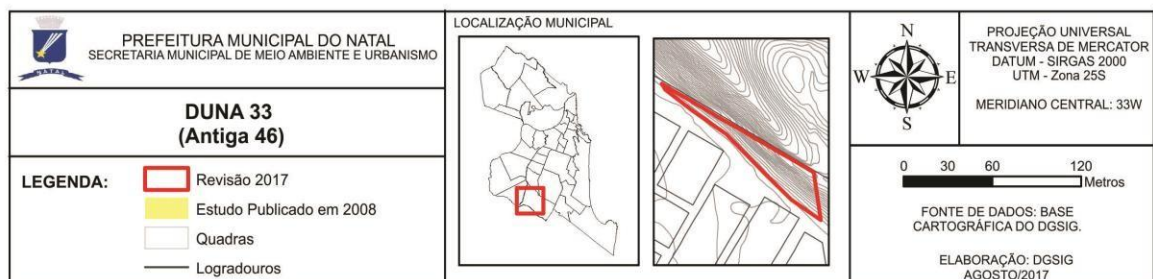 NATAL
PREFEITURA MUNICIPAL DO NATAL
SECRETARIA MUNICIPAL DE MEIO AMBIENTE E URBANISMO
DUNA 33
(Antiga 46)
LEGENDA:
Revisão 2017
Estudo Publicado em 2008
Quadras
Logradouros
LOCALIZAÇÃO MUNICIPAL
N
W E
S
PROJEÇÃO UNIVERSAL
TRANSVERSA DE MERCATOR
DATUM - SIRGAS 2000
UTM - Zona 25S
MERIDIANO CENTRAL: 33W
0 30 60 120
Metros
FONTE DE DADOS: BASE
CARTOGRÁFICA DO DGSIG.
ELABORAÇÃO: DGSIG
AGOSTO/2017